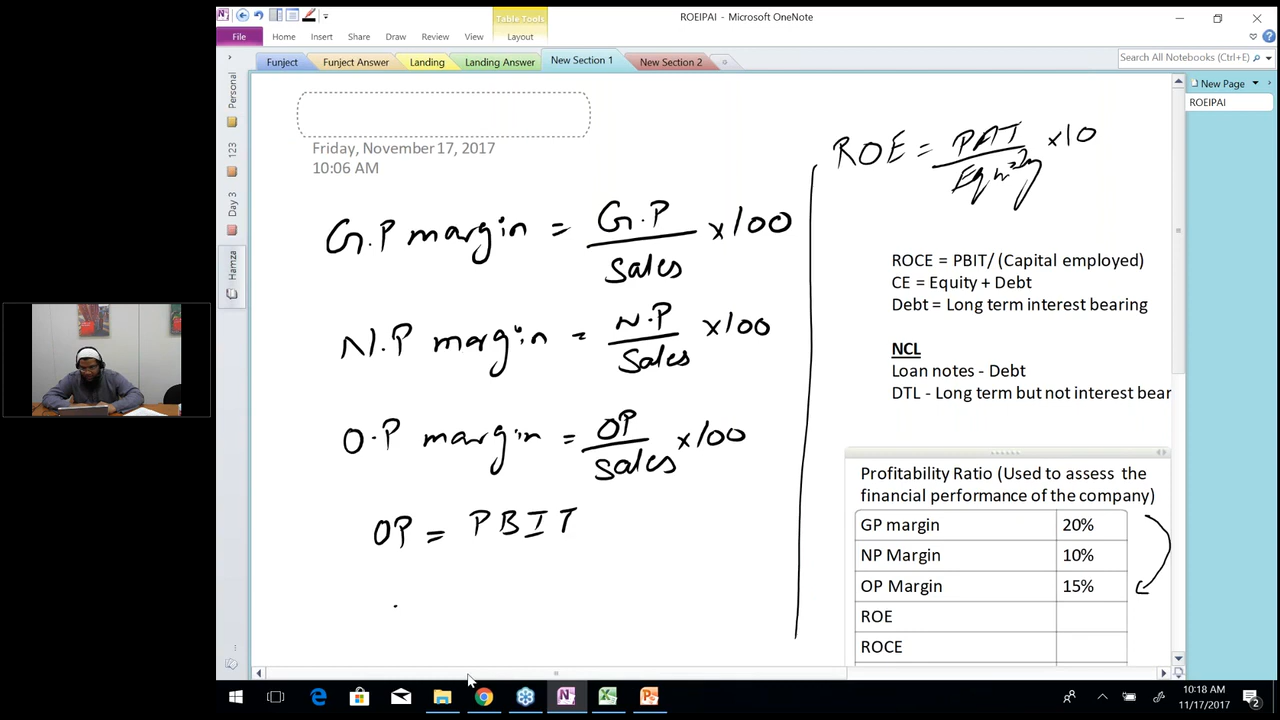 Table Tools
ROEIPAI - Microsoft OneNote
File Home Insert Share Draw Review View Layout
Funject Funject Answer Landing Landing Answer New Section 1 New Section 2
Search All Notebooks (Ctrl+E)
New Page
ROEIPAI
Personal
123
Day 3
Hamza
Friday, November 17, 2017
10:06 AM
G.P margin = G.P / Sales ×100
N.P margin = N.P / Sales ×100
O.P margin = OP / Sales ×100
OP = PBIT
ROE = PAT / Equity ×10
ROCE = PBIT/ (Capital employed)
CE = Equity + Debt
Debt = Long term interest bearing
NCL
Loan notes - Debt
DTL - Long term but not interest bear
Profitability Ratio (Used to assess the
financial performance of the company)
GP margin 20%
NP Margin 10%
OP Margin 15%
ROE
ROCE
10:18 AM
11/17/2017
2